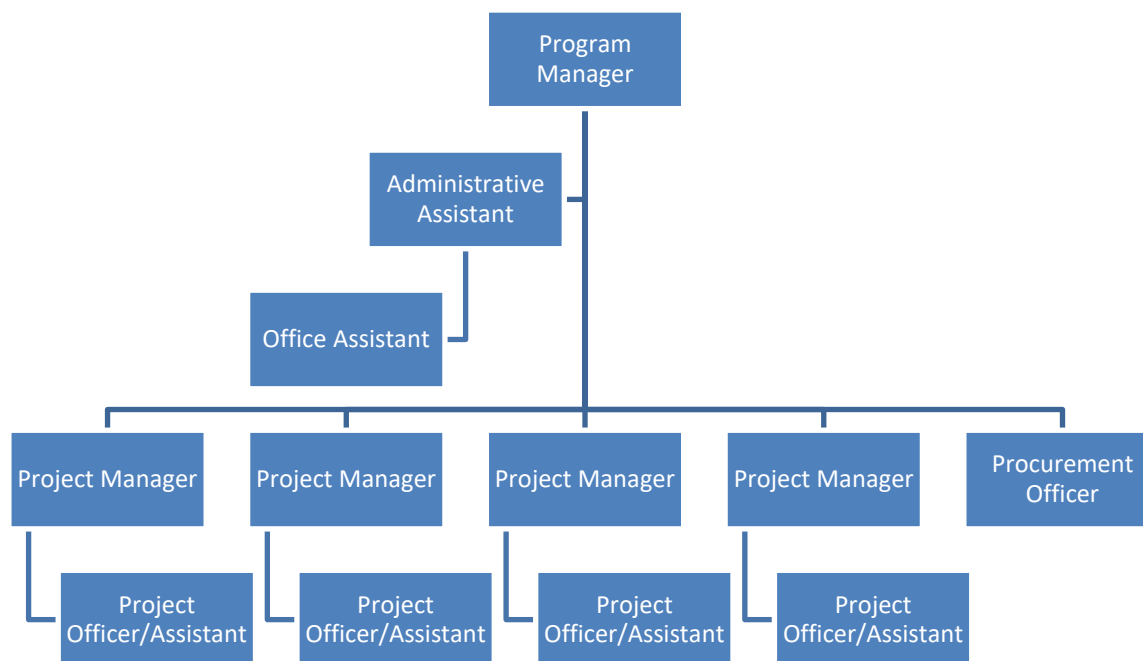 Program
Manager
Administrative
Assistant
Office Assistant
Project Manager
Project Manager
Project Manager
Project Manager
Procurement
Officer
Project
Officer/Assistant
Project
Officer/Assistant
Project
Officer/Assistant
Project
Officer/Assistant